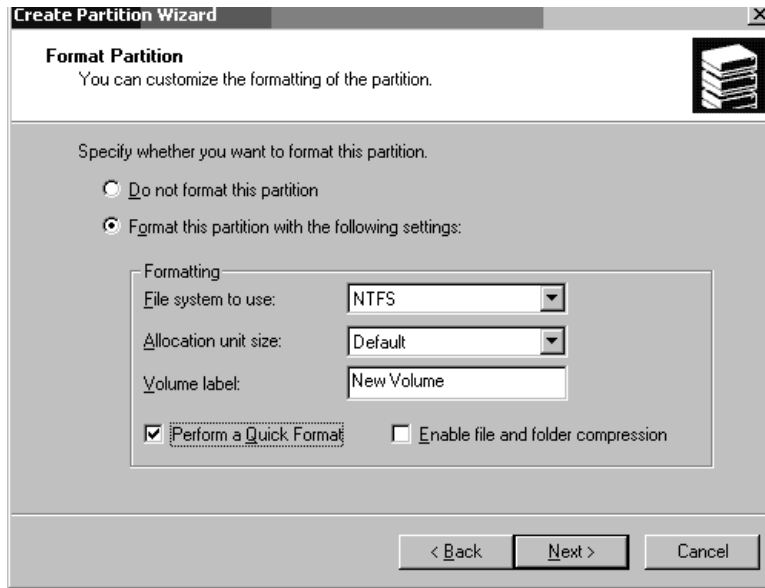 Create Partition Wizard
Format Partition
You can customize the formatting of the partition.
Specify whether you want to format this partition.
Do not format this partition
Format this partition with the following settings:
Formatting
File system to use: NTFS
Allocation unit size: Default
Volume label: New Volume
Perform a Quick Format Enable file and folder compression
< Back Next > Cancel